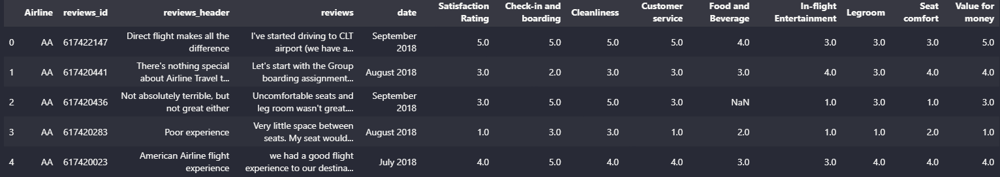 Airline reviews_id reviews_header reviews date Satisfaction Rating Check-in and boarding Cleanliness Customer service Food and Beverage In-flight Entertainment Legroom Seat comfort Value for money
0 AA 617422147 Direct flight makes all the difference I've started driving to CLT airport (we have a... September 2018 5.0 5.0 5.0 5.0 4.0 3.0 3.0 3.0 5.0
1 AA 617420441 There's nothing special about Airline Travel t... Let's start with the Group boarding assignment... August 2018 3.0 2.0 3.0 3.0 3.0 4.0 3.0 4.0 4.0
2 AA 617420436 Not absolutely terrible, but not great either Uncomfortable seats and leg room wasn't great.... September 2018 3.0 5.0 5.0 3.0 NaN 1.0 3.0 1.0 3.0
3 AA 617420283 Poor experience Very little space between seats. My seat would... August 2018 1.0 3.0 3.0 1.0 2.0 1.0 1.0 2.0 1.0
4 AA 617420023 American Airline flight experience we had a good flight experience to our destina... July 2018 4.0 5.0 4.0 4.0 3.0 3.0 4.0 4.0 4.0